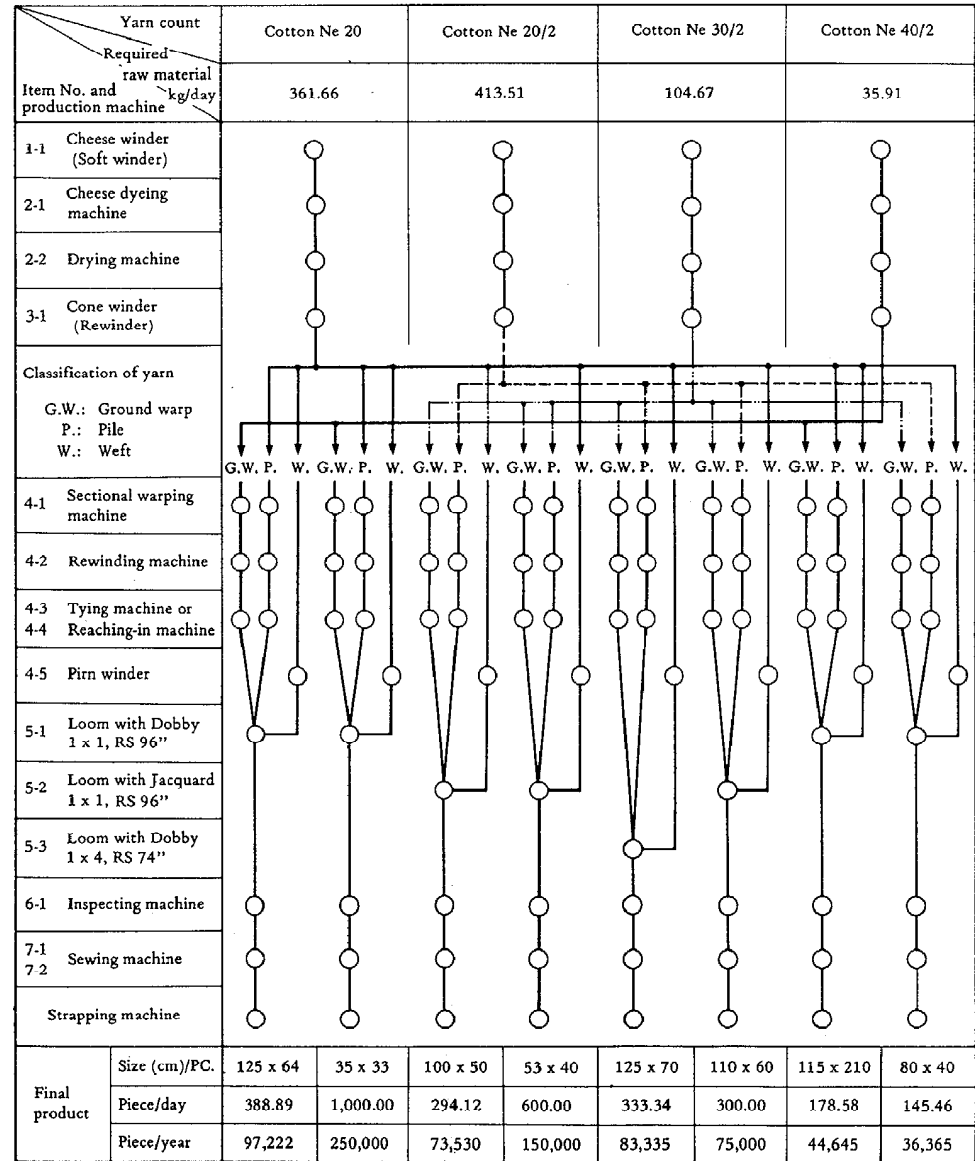 Yarn count
Required
raw material
kg/day
Item No. and
production machine
Cotton Ne 20
Cotton Ne 20/2
Cotton Ne 30/2
Cotton Ne 40/2
361.66
413.51
104.67
35.91
1-1 Cheese winder
(Soft winder)
2-1 Cheese dyeing
machine
2-2 Drying machine
3-1 Cone winder
(Rewinder)
Classification of yarn
G.W.: Ground warp
P.: Pile
W.: Weft
G.W. P. W. G.W. P. W. G.W. P. W. G.W. P. W. G.W. P. W. G.W. P. W. G.W. P. W. G.W. P. W.
4-1 Sectional warping
machine
4-2 Rewinding machine
4-3 Tying machine or
4-4 Reaching-in machine
4-5 Pirn winder
5-1 Loom with Dobby
1 x 1, RS 96”
5-2 Loom with Jacquard
1 x 1, RS 96”
5-3 Loom with Dobby
1 x 4, RS 74”
6-1 Inspecting machine
7-1
7-2 Sewing machine
Strapping machine
Final
product
Size (cm)/PC. 125 x 64 35 x 33 100 x 50 53 x 40 125 x 70 110 x 60 115 x 210 80 x 40
Piece/day 388.89 1,000.00 294.12 600.00 333.34 300.00 178.58 145.46
Piece/year 97,222 250,000 73,530 150,000 83,335 75,000 44,645 36,365